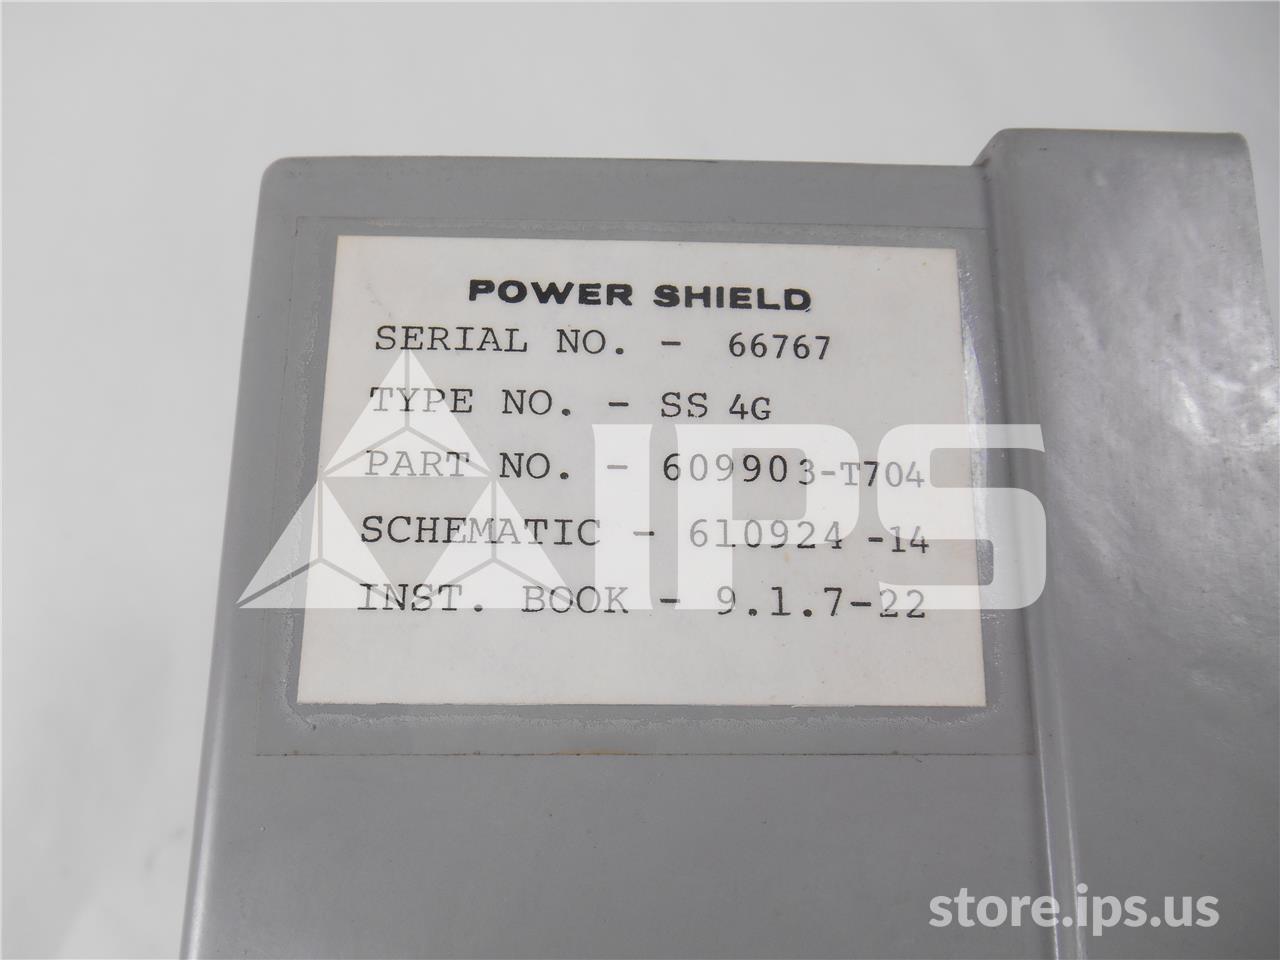 POWER SHIELD
SERIAL NO. - 66767
TYPE NO. - SS 4G
PART NO. - 609903-T704
SCHEMATIC - 610924 -14
INST. BOOK - 9.1.7-22
IPS
store.ips.us